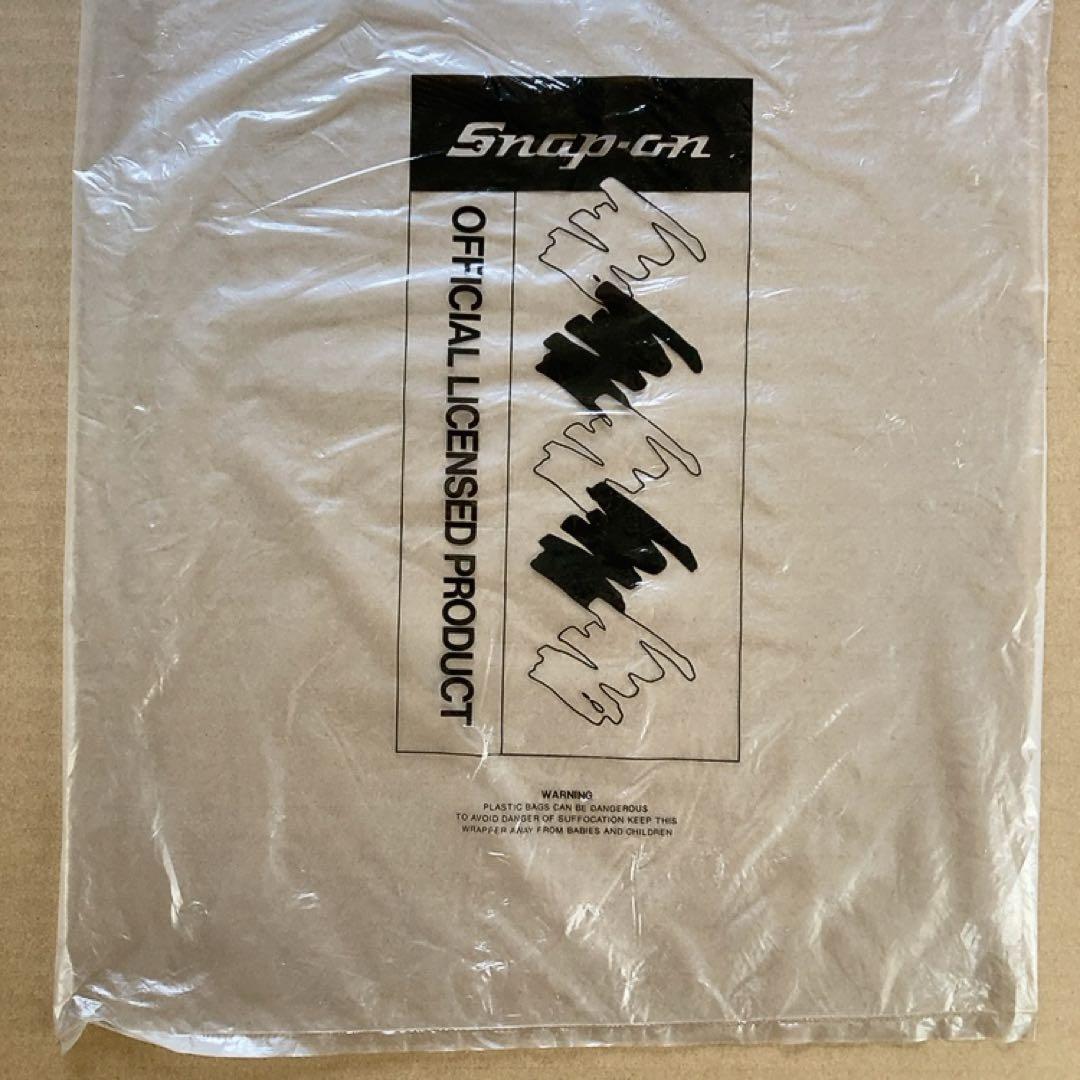 Snap-on
OFFICIAL LICENSED PRODUCT
WARNING
PLASTIC BAGS CAN BE DANGEROUS
TO AVOID DANGER OF SUFFOCATION KEEP THIS
WRAPPER AWAY FROM BABIES AND CHILDREN